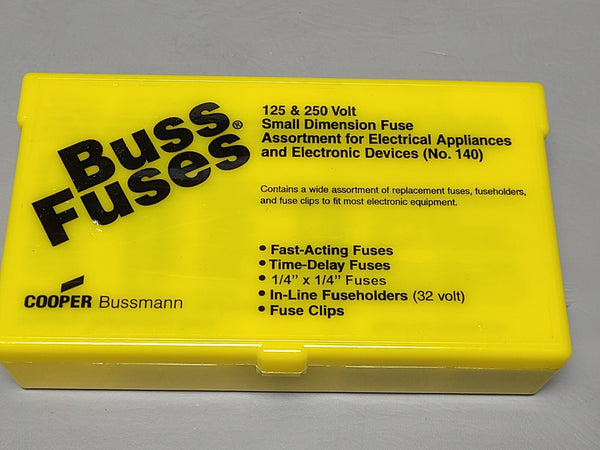 Buss®
Fuses
125 & 250 Volt
Small Dimension Fuse
Assortment for Electrical Appliances
and Electronic Devices (No. 140)
Contains a wide assortment of replacement fuses, fuseholders,
and fuse clips to fit most electronic equipment.
• Fast-Acting Fuses
• Time-Delay Fuses
• 1/4" x 1/4" Fuses
• In-Line Fuseholders (32 volt)
• Fuse Clips
COOPER Bussmann